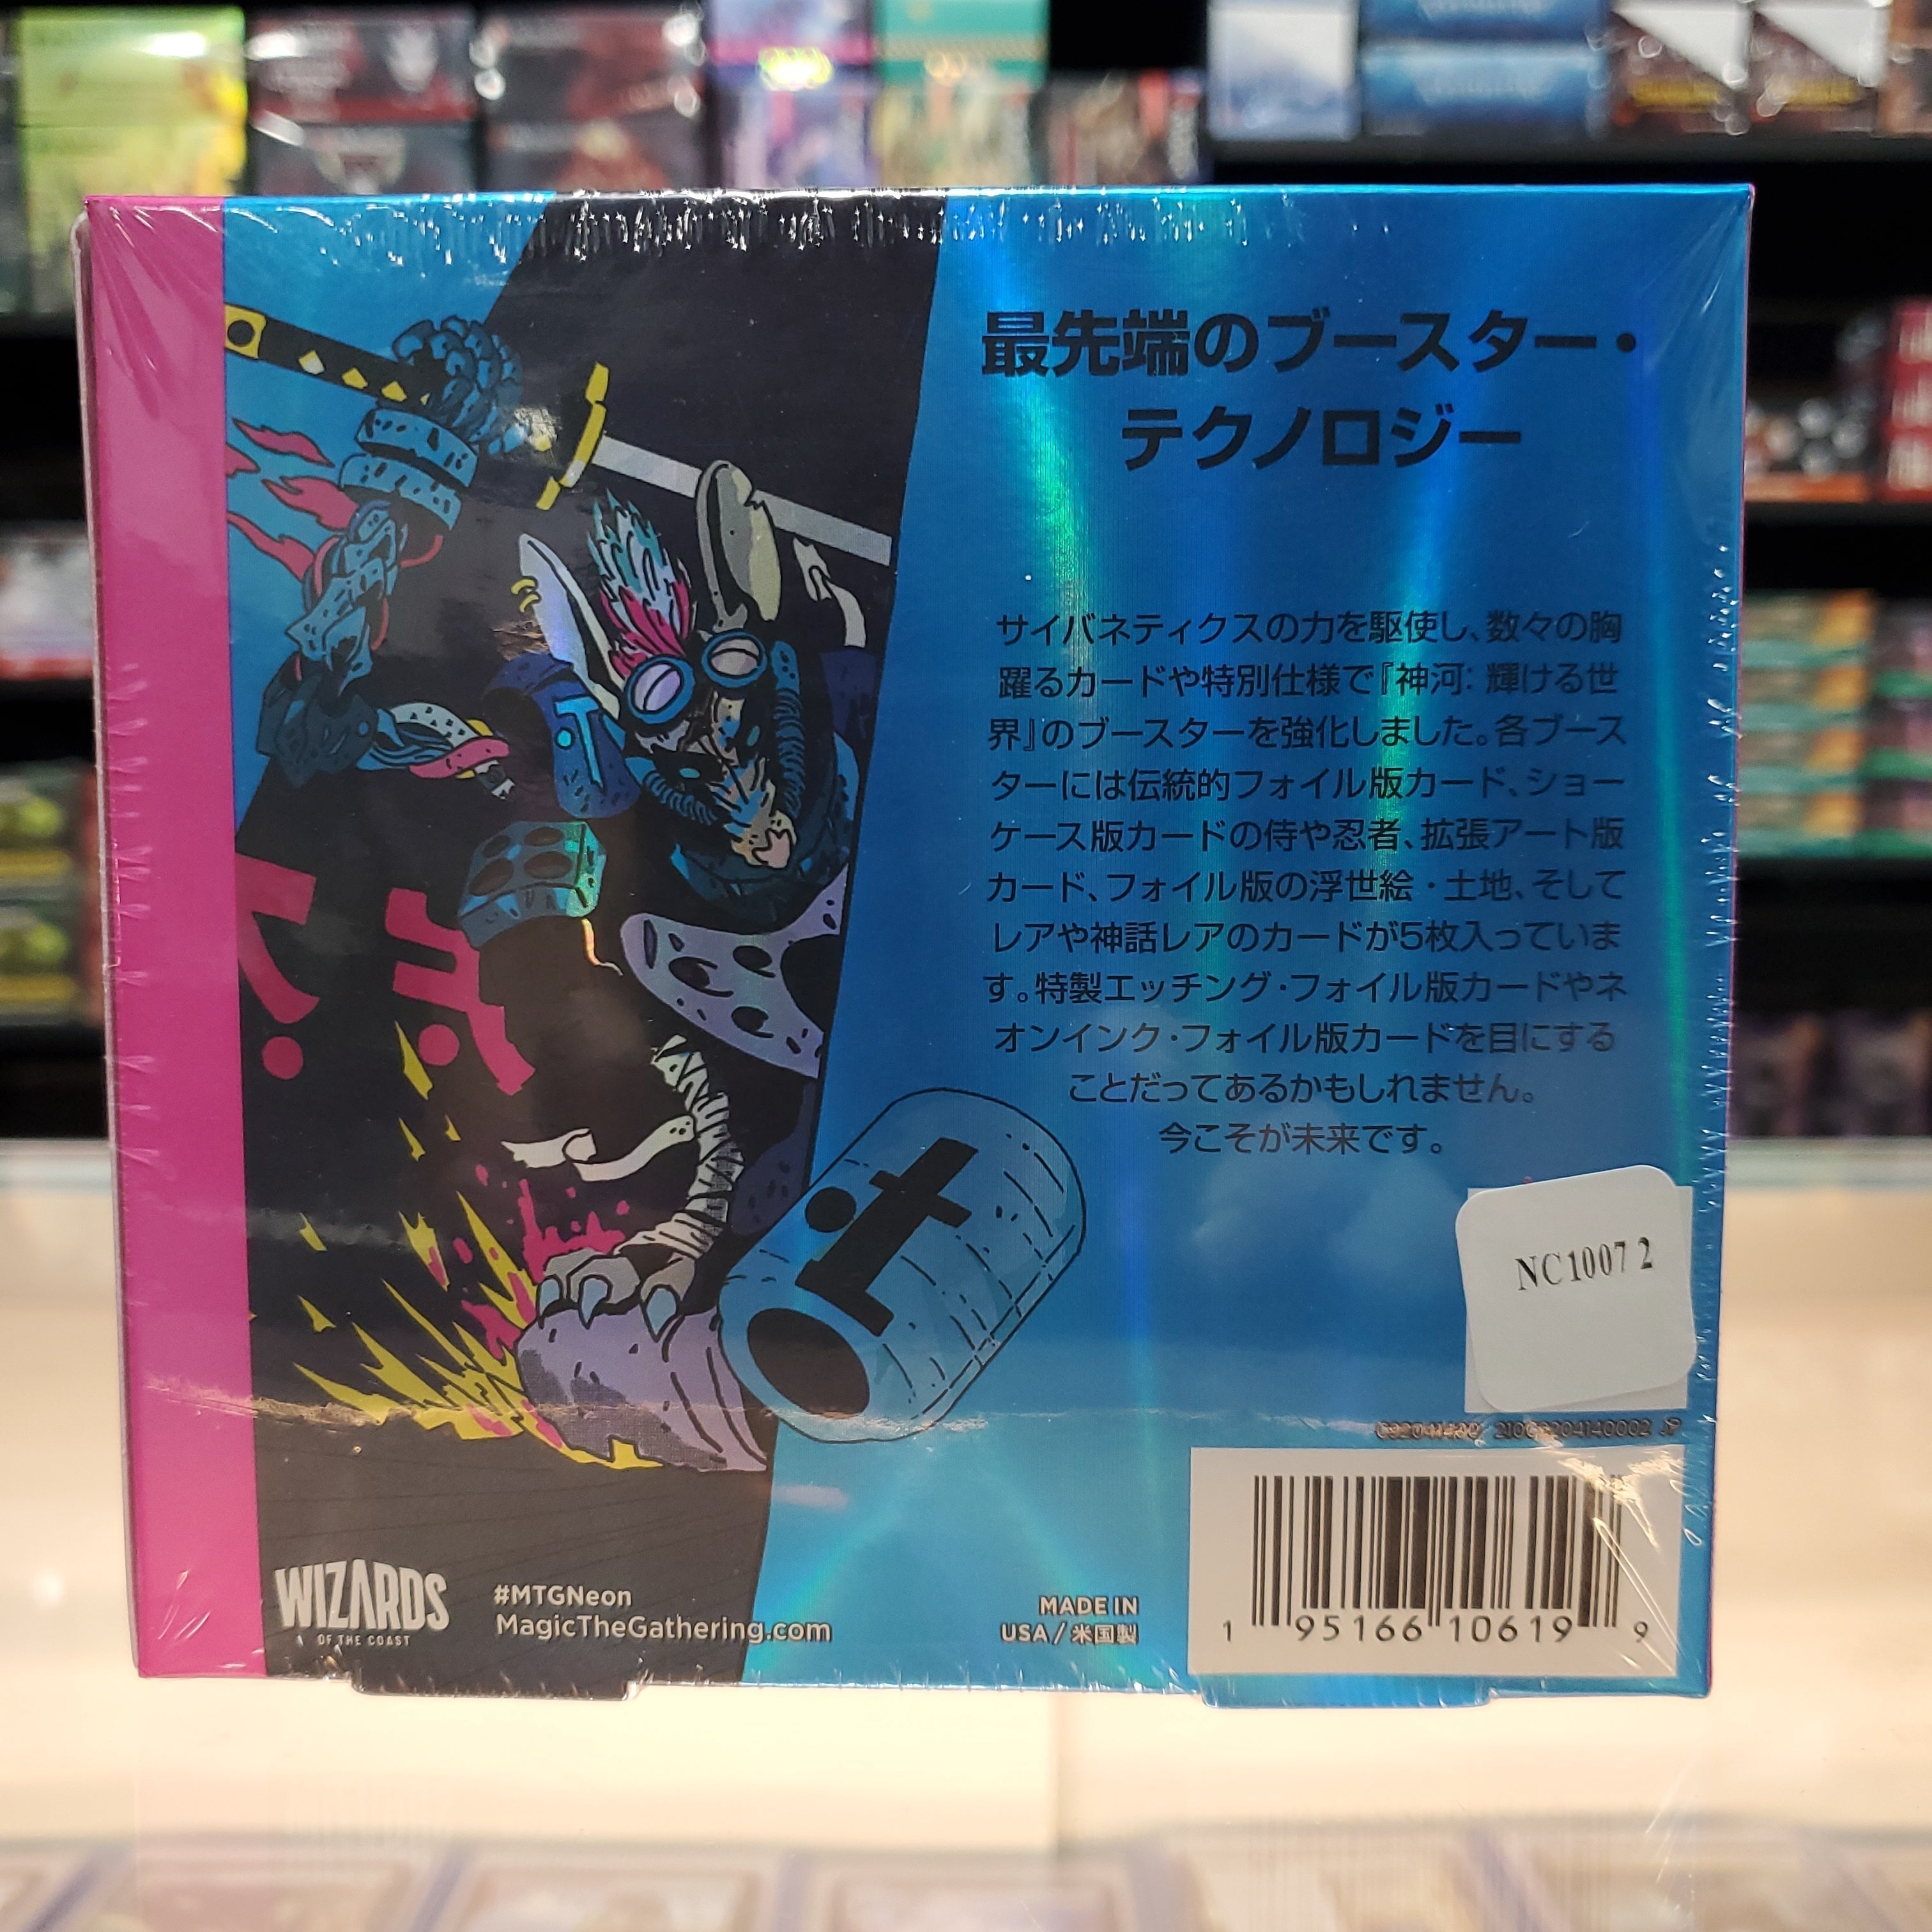 最先端のブースター・
テクノロジー
サイバネティクスの力を駆使し、数々の胸
躍るカードや特別仕様で『神河：輝ける世
界』のブースターを強化しました。各ブース
ターには伝統的フォイル版カード、ショー
ケース版カードの侍や忍者、拡張アート版
カード、フォイル版の浮世絵・土地、そして
レアや神話レアのカードが5枚入っていま
す。特製エッチング・フォイル版カードやネ
オンインク・フォイル版カードを目にする
ことだってあるかもしれません。
今こそが未来です。
NC10072
WIZARDS
OF THE COAST
#MTGNeon
MagicTheGathering.com
MADE IN
USA / 米国製
1 95166 10619 9